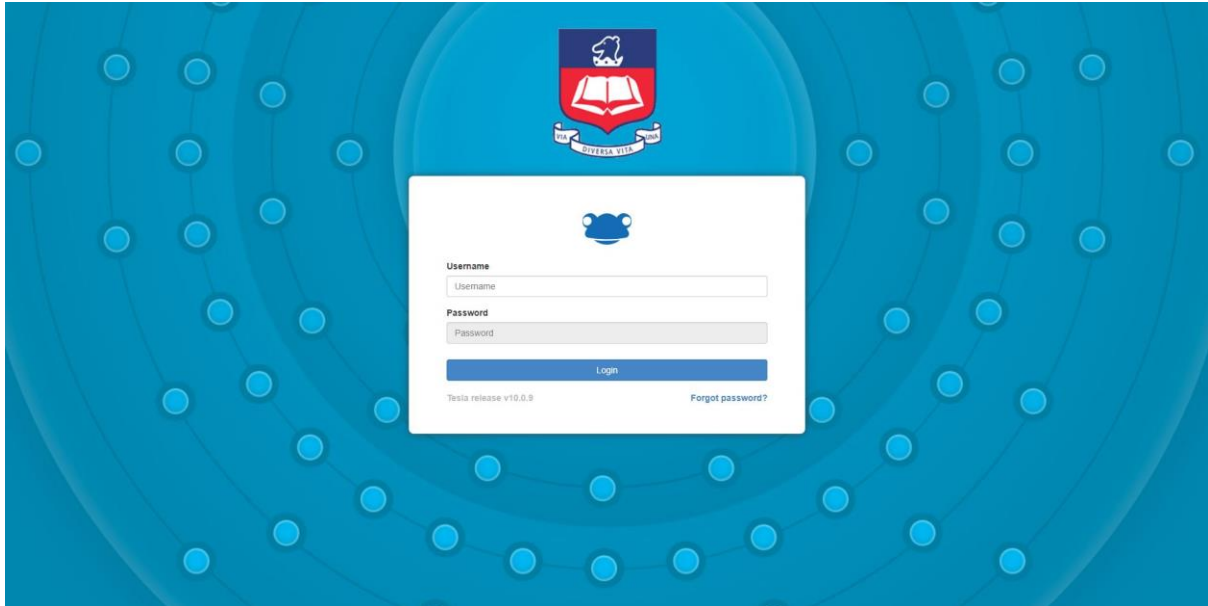 VIA UNA
DIVERSA VITA
Username
Username
Password
Password
Login
Tesla release v10.0.9 Forgot password?